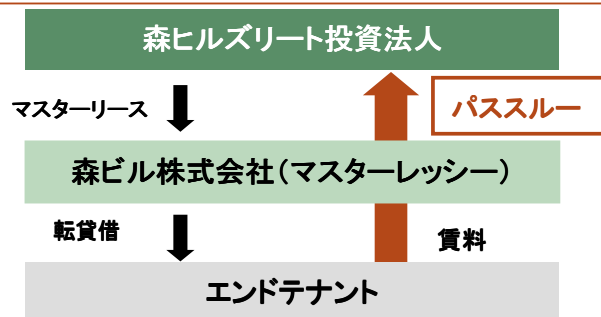 森ヒルズリート投資法人
マスターリース
パススルー
森ビル株式会社(マスターレッシー)
転貸借
賃料
エンドテナント